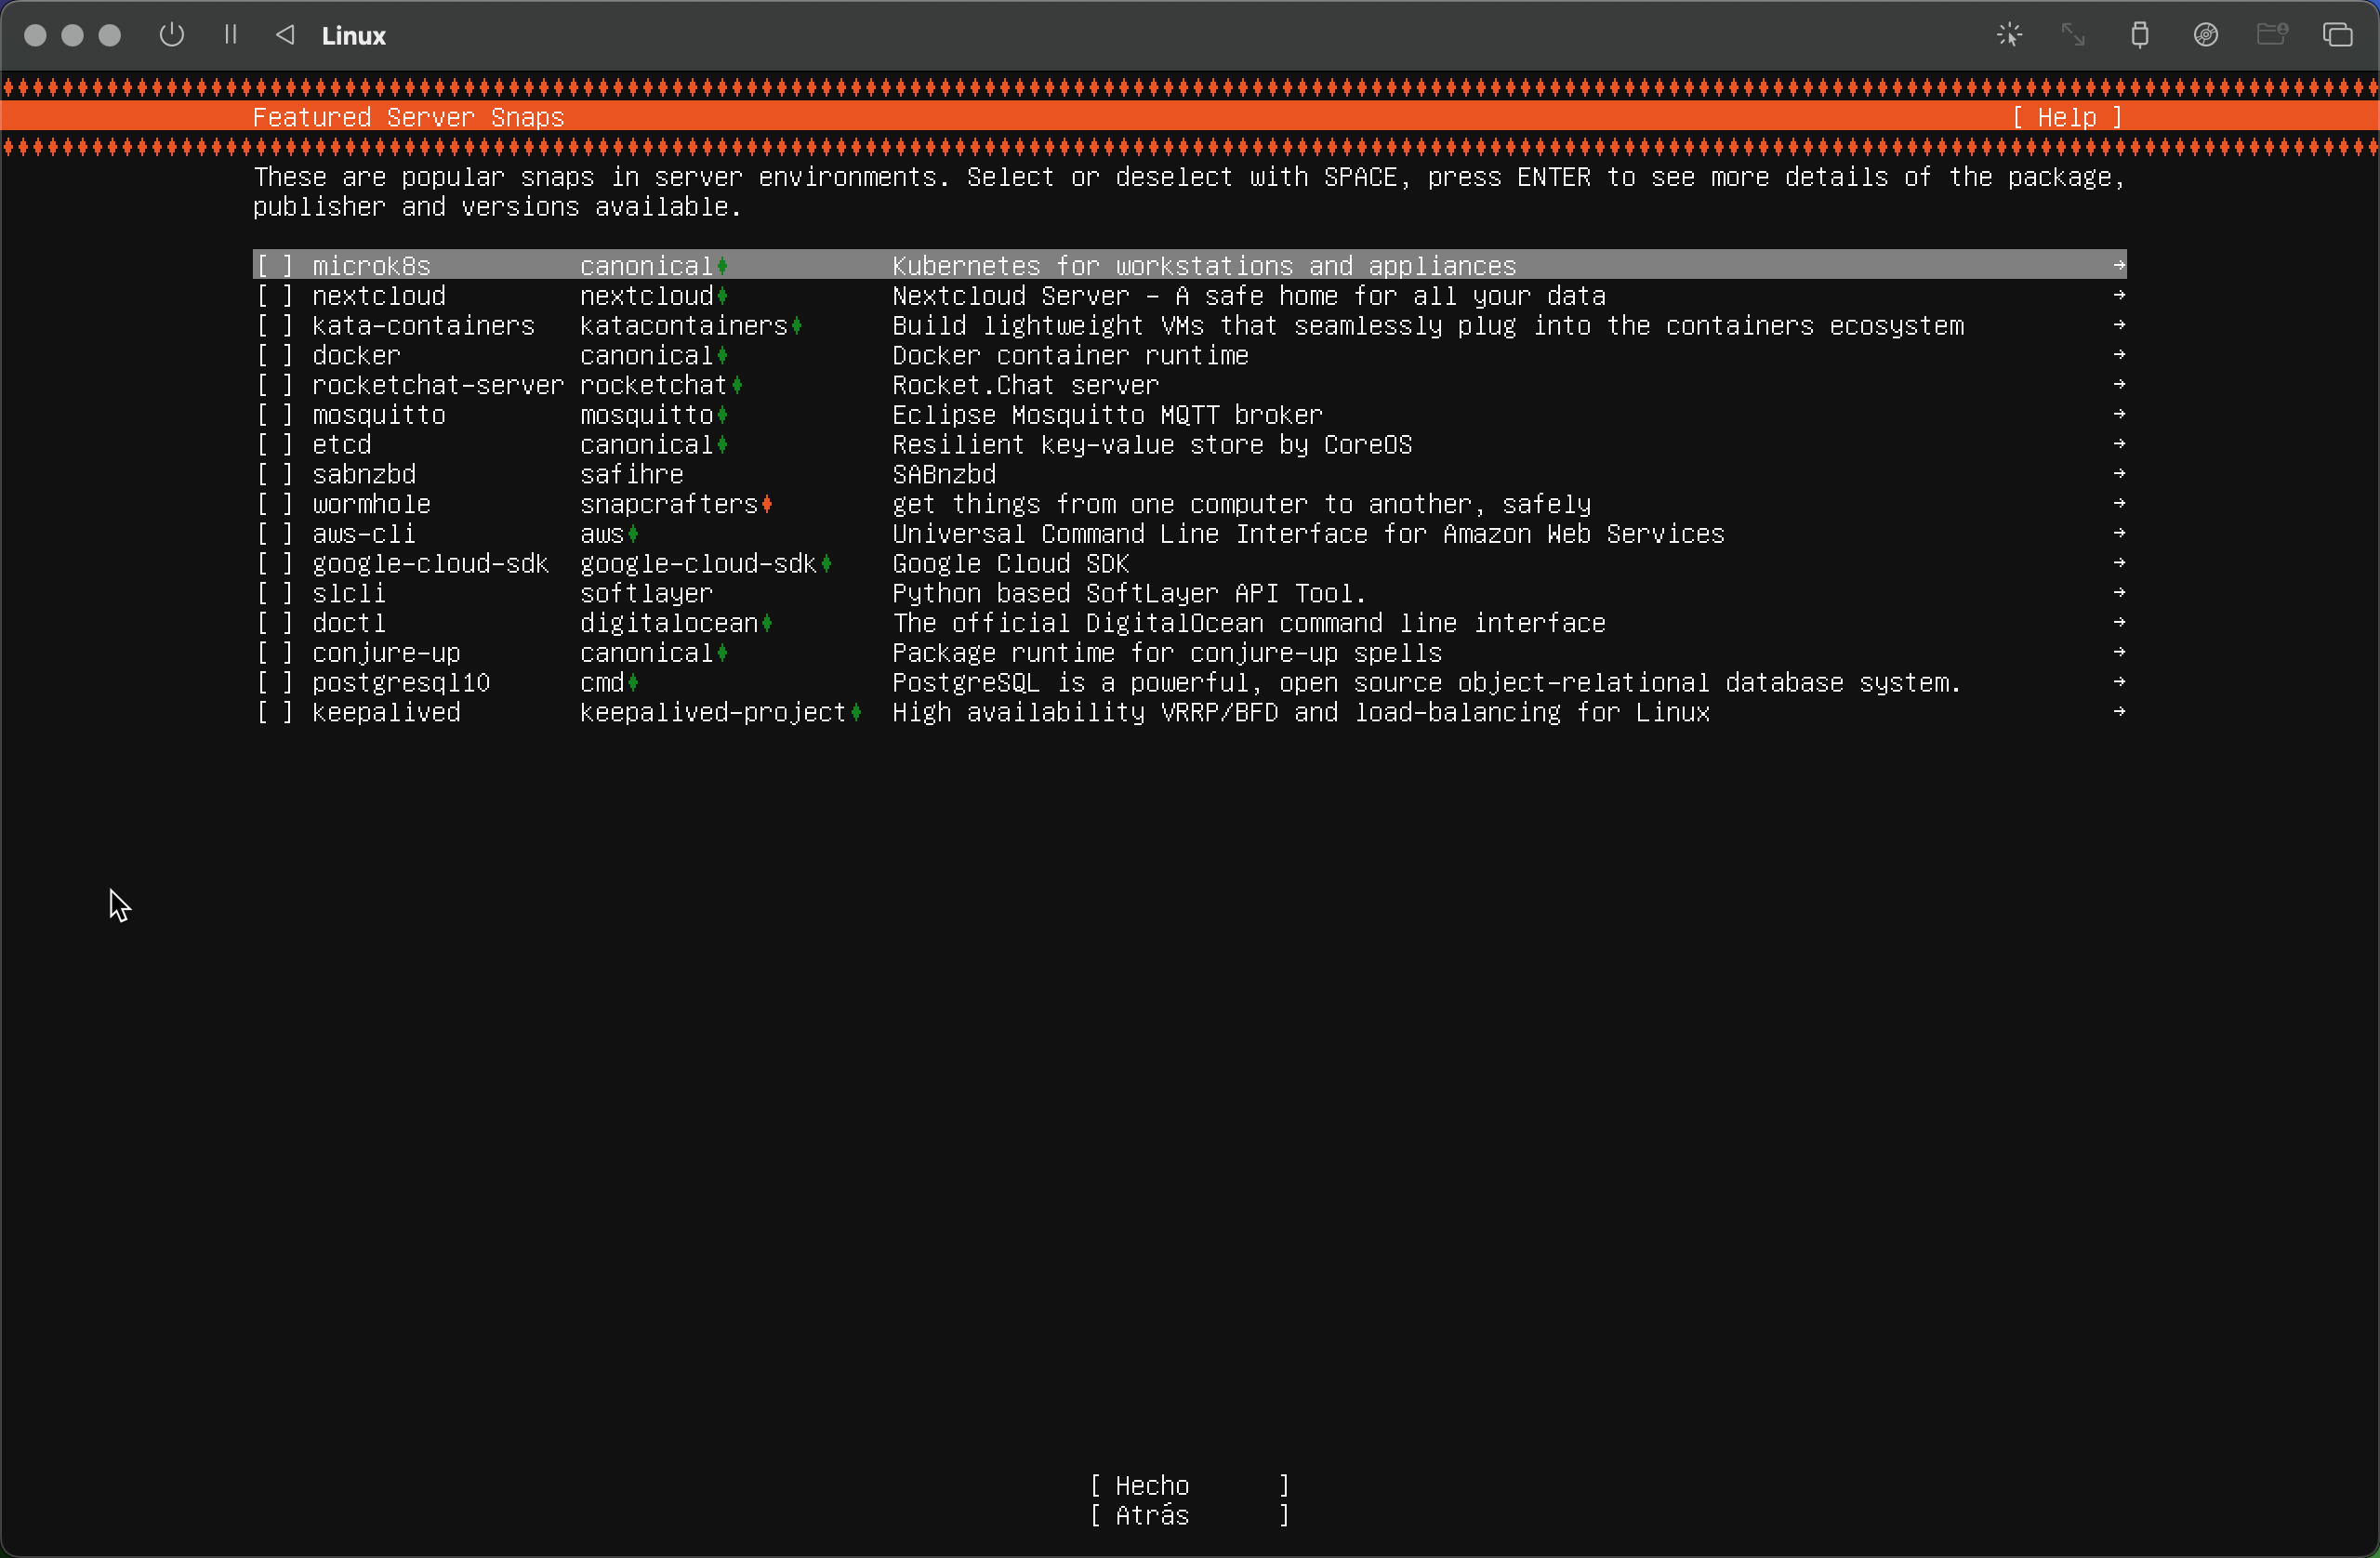 Linux
Featured Server Snaps [ Help ]
These are popular snaps in server environments. Select or deselect with SPACE, press ENTER to see more details of the package,
publisher and versions available.
[ ] microk8s canonical♦ Kubernetes for workstations and appliances →
[ ] nextcloud nextcloud♦ Nextcloud Server - A safe home for all your data →
[ ] kata-containers katacontainers♦ Build lightweight VMs that seamlessly plug into the containers ecosystem →
[ ] docker canonical♦ Docker container runtime →
[ ] rocketchat-server rocketchat♦ Rocket.Chat server →
[ ] mosquitto mosquitto♦ Eclipse Mosquitto MQTT broker →
[ ] etcd canonical♦ Resilient key-value store by CoreOS →
[ ] sabnzbd safihre SABnzbd →
[ ] wormhole snapcrafters♦ get things from one computer to another, safely →
[ ] aws-cli aws♦ Universal Command Line Interface for Amazon Web Services →
[ ] google-cloud-sdk google-cloud-sdk♦ Google Cloud SDK →
[ ] slcli softlayer Python based SoftLayer API Tool. →
[ ] doctl digitalocean♦ The official DigitalOcean command line interface →
[ ] conjure-up canonical♦ Package runtime for conjure-up spells →
[ ] postgresql10 cmd♦ PostgreSQL is a powerful, open source object-relational database system. →
[ ] keepalived keepalived-project♦ High availability VRRP/BFD and load-balancing for Linux →
[ Hecho ]
[ Atrás ]